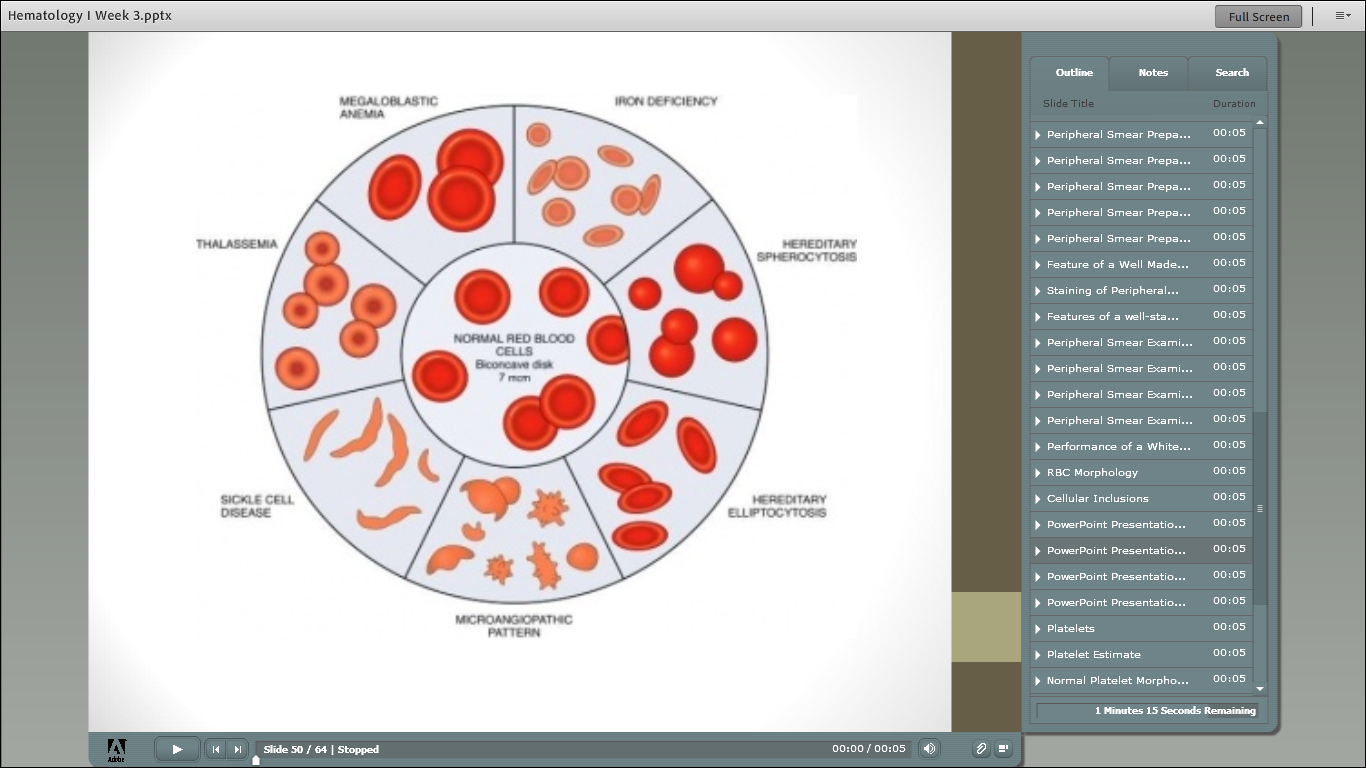 Hematology I Week 3.pptx
Full Screen
MEGALOBLASTIC
ANEMIA
IRON DEFICIENCY
THALASSEMIA
HEREDITARY
SPHEROCYTOSIS
NORMAL RED BLOOD
CELLS
Biconcave disk
7 mcm
SICKLE CELL
DISEASE
HEREDITARY
ELLIPTOCYTOSIS
MICROANGIOPATHIC
PATTERN
Outline Notes Search
Slide Title Duration
Peripheral Smear Prepa... 00:05
Peripheral Smear Prepa... 00:05
Peripheral Smear Prepa... 00:05
Peripheral Smear Prepa... 00:05
Peripheral Smear Prepa... 00:05
Feature of a Well Made... 00:05
Staining of Peripheral... 00:05
Features of a well-sta... 00:05
Peripheral Smear Exami... 00:05
Peripheral Smear Exami... 00:05
Peripheral Smear Exami... 00:05
Peripheral Smear Exami... 00:05
Performance of a White... 00:05
RBC Morphology 00:05
Cellular Inclusions 00:05
PowerPoint Presentatio... 00:05
PowerPoint Presentatio... 00:05
PowerPoint Presentatio... 00:05
PowerPoint Presentatio... 00:05
Platelets 00:05
Platelet Estimate 00:05
Normal Platelet Morpho... 00:05
1 Minutes 15 Seconds Remaining
Adobe
Slide 50 / 64 | Stopped
00:00 / 00:05